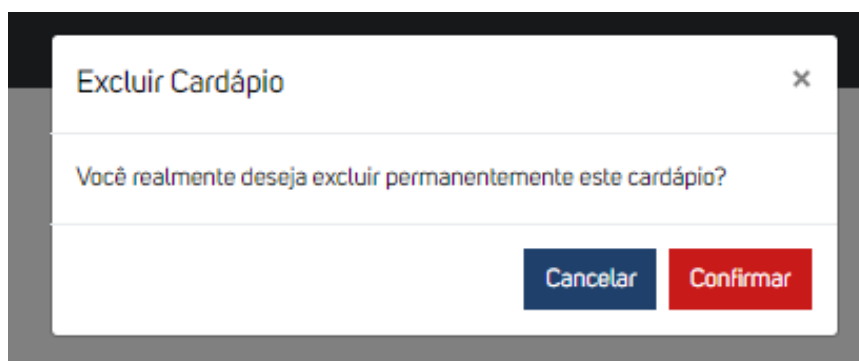 Excluir Cardápio ×
Você realmente deseja excluir permanentemente este cardápio?
Cancelar Confirmar